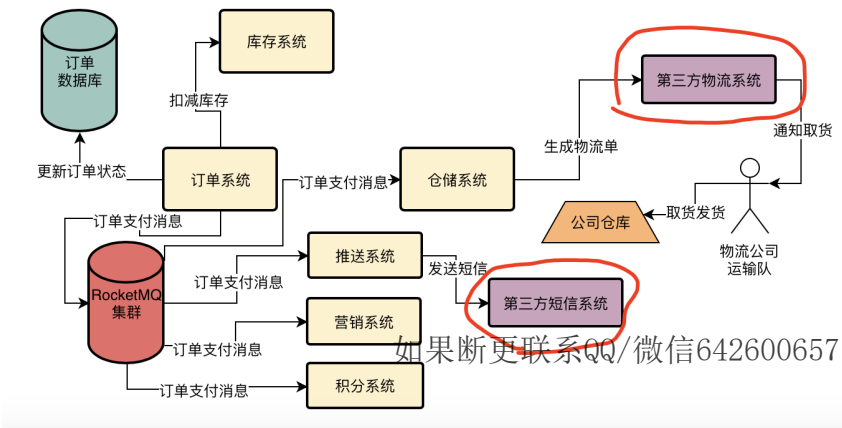 订单
数据库
库存系统
扣减库存
第三方物流系统
通知取货
生成物流单
更新订单状态
订单系统
订单支付消息
仓储系统
订单支付消息
取货发货
公司仓库
物流公司
运输队
推送系统
发送短信
订单支付消息
RocketMQ
集群
第三方短信系统
营销系统
订单支付消息
如果断更联系QQ/微信642600657
积分系统
订单支付消息